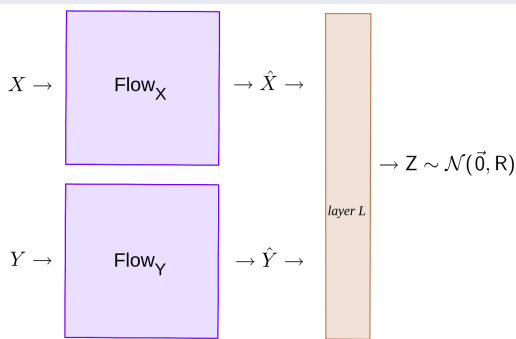 X → Flow_X → X̂ →
layer L
→ Z ∼ 𝒩(0⃗, R)
Y → Flow_Y → Ŷ →